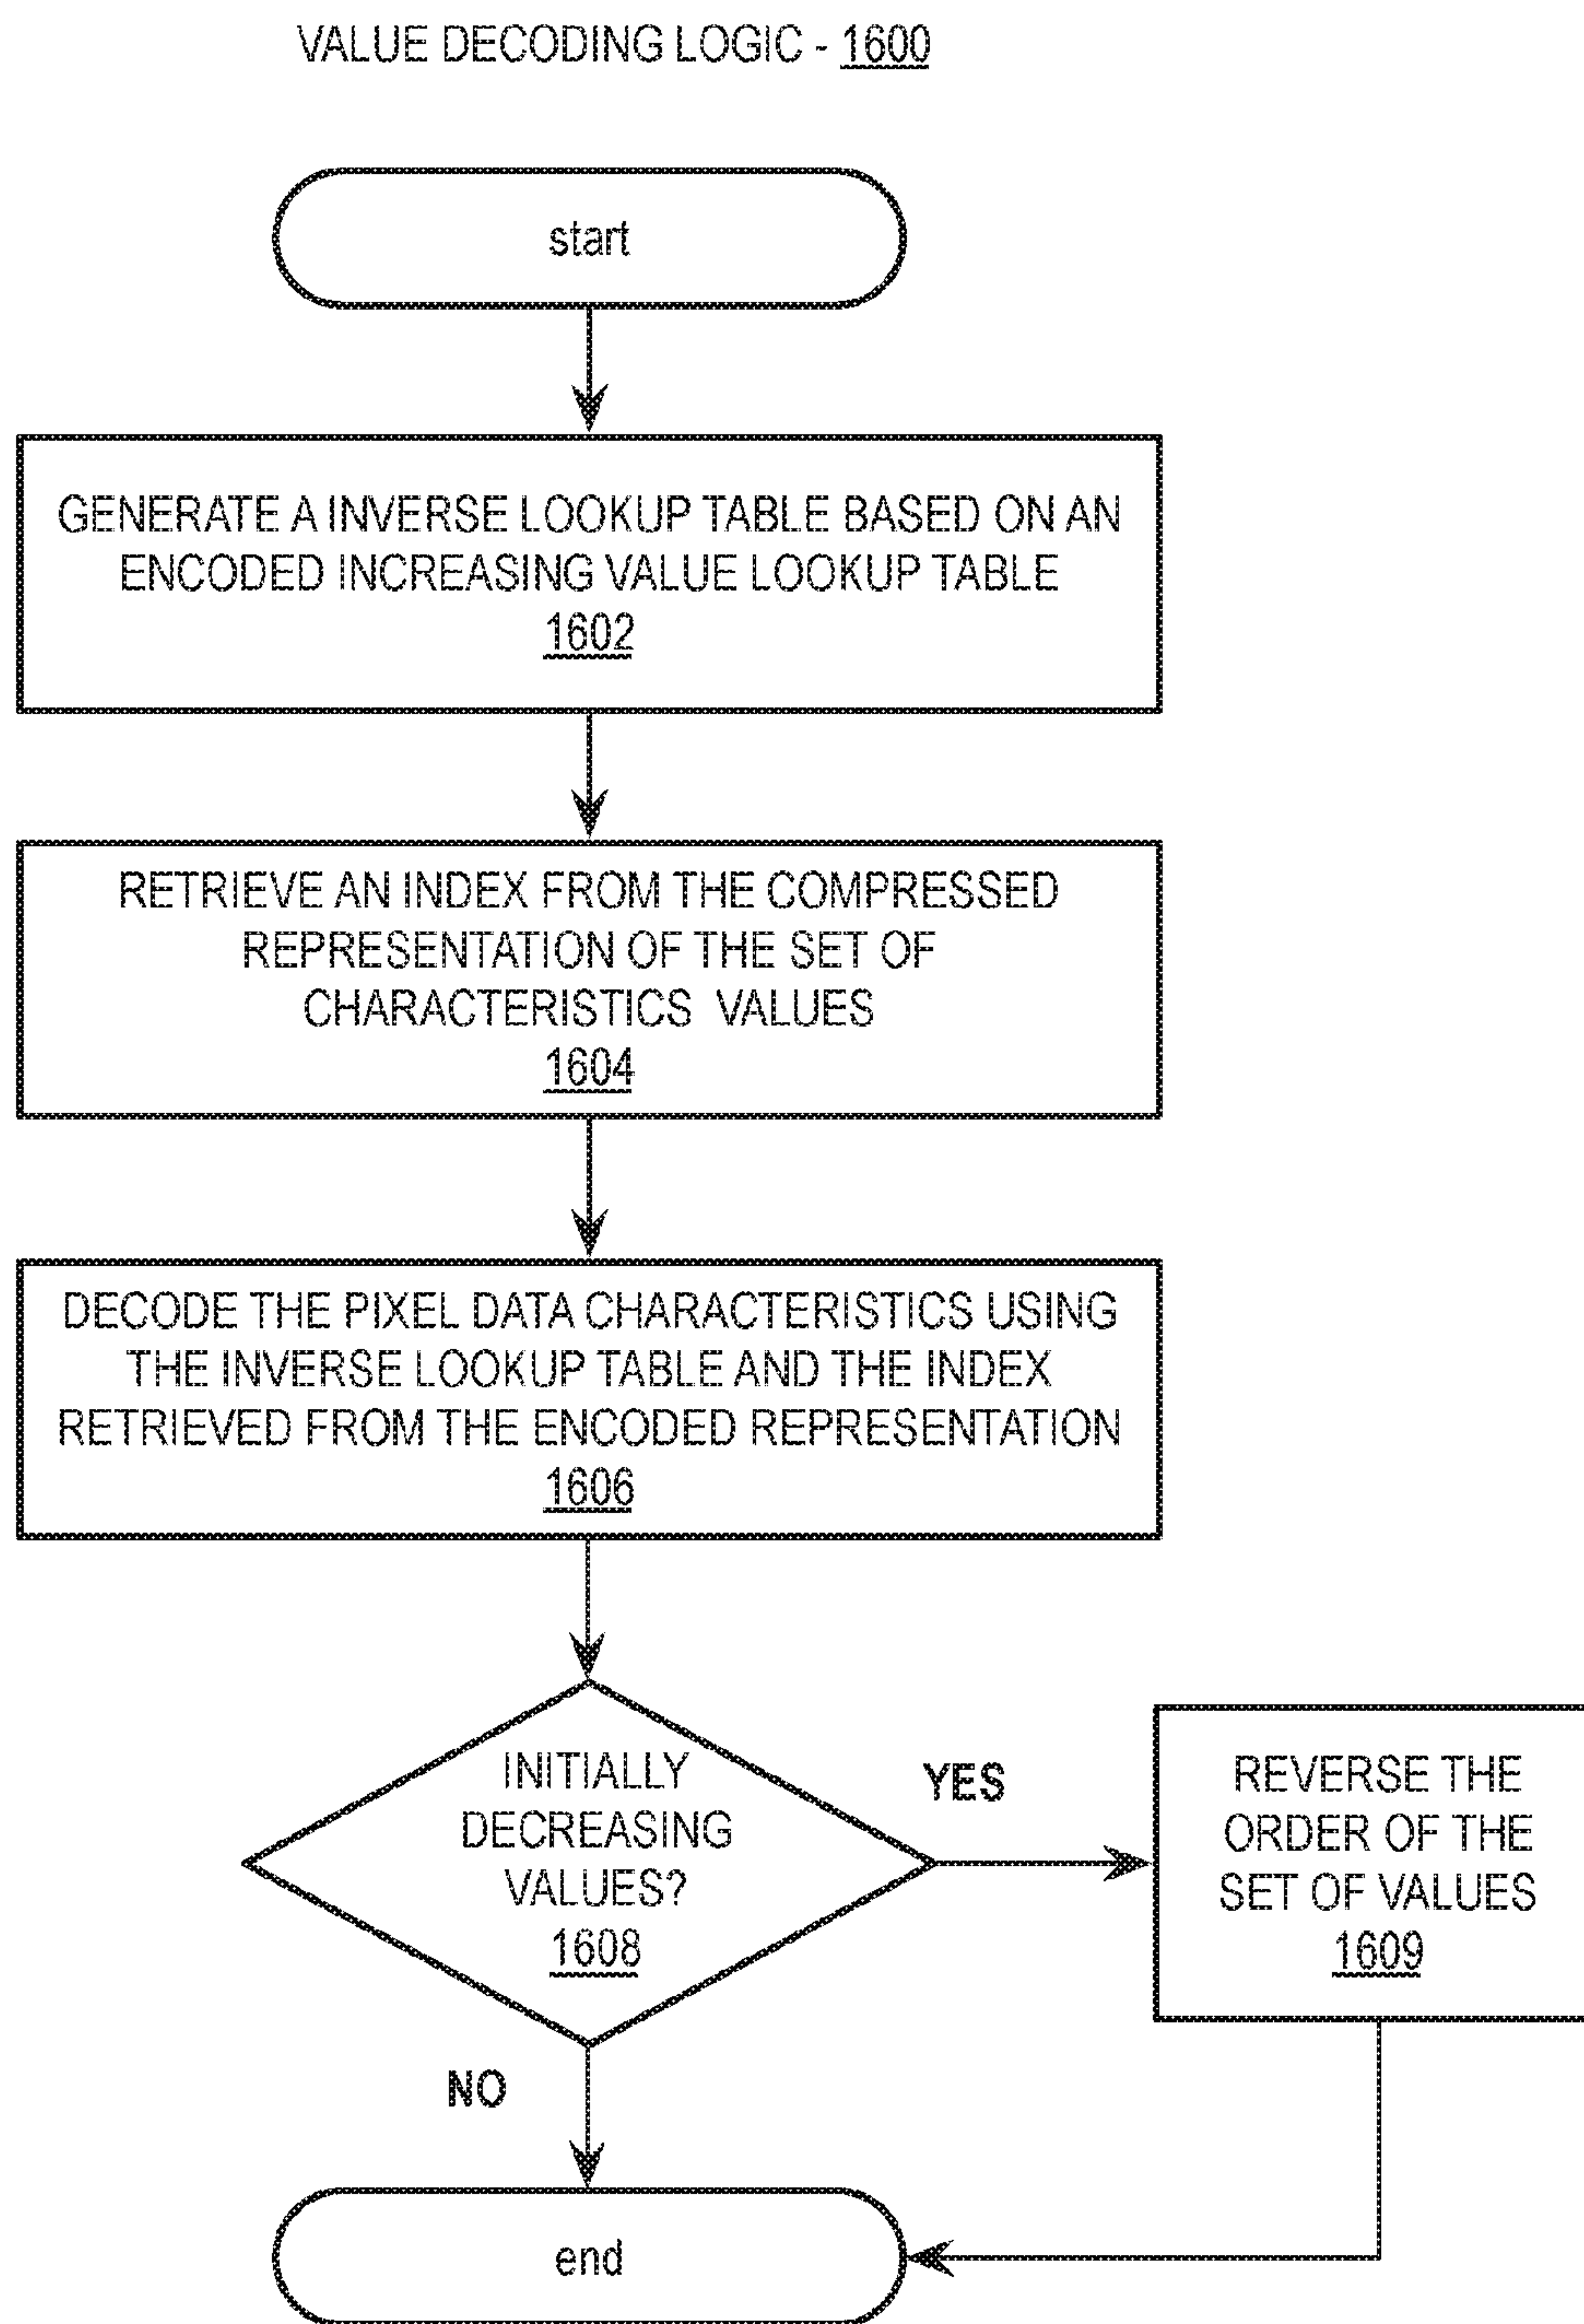 VALUE DECODING LOGIC - 1600
start
GENERATE A INVERSE LOOKUP TABLE BASED ON AN
ENCODED INCREASING VALUE LOOKUP TABLE
1602
RETRIEVE AN INDEX FROM THE COMPRESSED
REPRESENTATION OF THE SET OF
CHARACTERISTICS VALUES
1604
DECODE THE PIXEL DATA CHARACTERISTICS USING
THE INVERSE LOOKUP TABLE AND THE INDEX
RETRIEVED FROM THE ENCODED REPRESENTATION
1606
INITIALLY
DECREASING
VALUES?
1608
YES
REVERSE THE
ORDER OF THE
SET OF VALUES
1609
NO
end